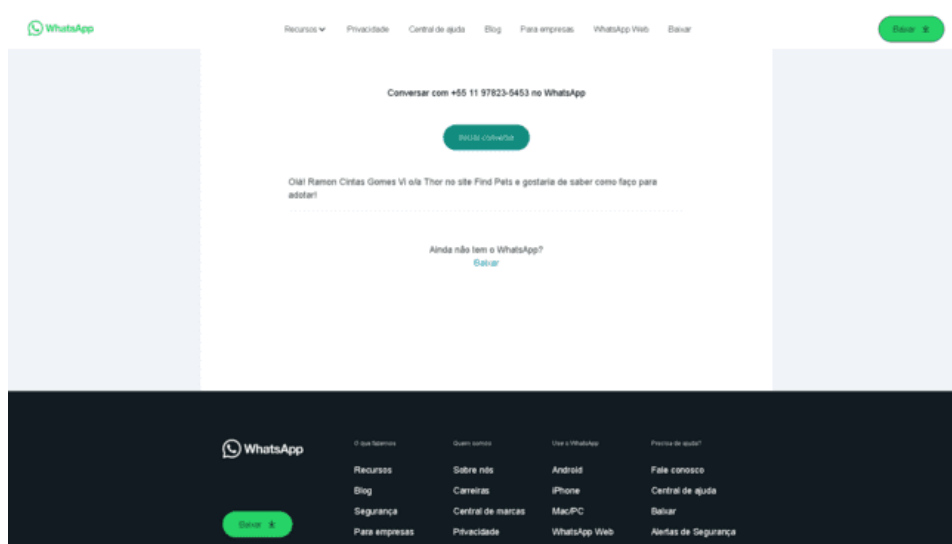 WhatsApp
Recursos Privacidade Central de ajuda Blog Para empresas WhatsApp Web Baixar
Baixar
Conversar com +55 11 97823-5453 no WhatsApp
Iniciar conversa
Olá! Ramon Cintas Gomes Vi o/a Thor no site Find Pets e gostaria de saber como faço para
adotar!
Ainda não tem o WhatsApp?
Baixar
WhatsApp
O que fazemos Quem somos Use o WhatsApp Precisa de ajuda?
Recursos Sobre nós Android Fale conosco
Blog Carreiras iPhone Central de ajuda
Segurança Central de marcas Mac/PC Baixar
Para empresas Privacidade WhatsApp Web Alertas de Segurança
Baixar